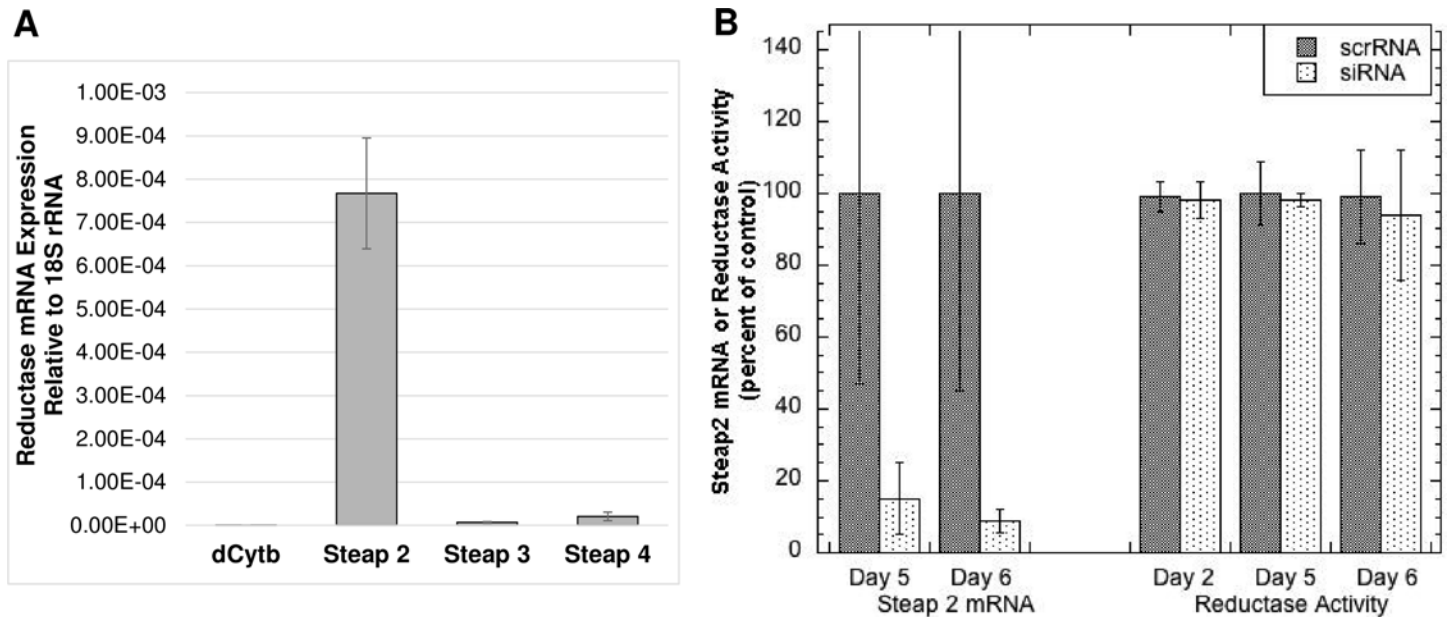 A
Reductase mRNA Expression
Relative to 18S rRNA
1.00E-03
9.00E-04
8.00E-04
7.00E-04
6.00E-04
5.00E-04
4.00E-04
3.00E-04
2.00E-04
1.00E-04
0.00E+00
dCytb Steap 2 Steap 3 Steap 4
B
Steap2 mRNA or Reductase Activity
(percent of control)
140
120
100
80
60
40
20
0
scrRNA
siRNA
Day 5 Day 6 Day 2 Day 5 Day 6
Steap 2 mRNA Reductase Activity